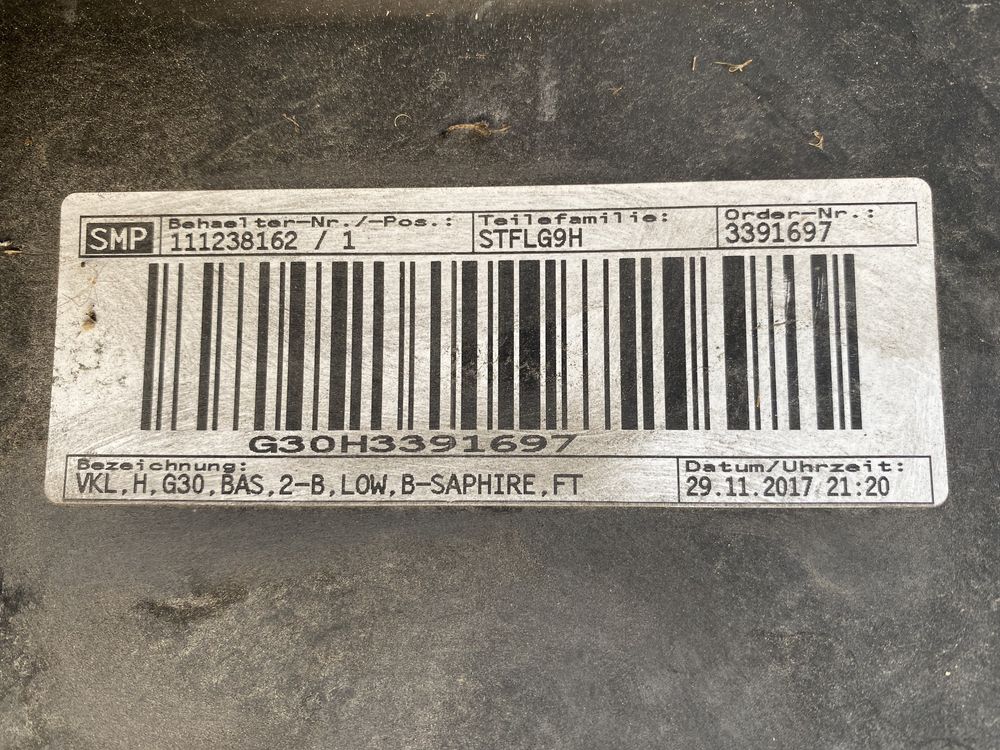 SMP Behaelter-Nr./-Pos.: Teilefamilie: Order-Nr.:
111238162 / 1 STFLG9H 3391697
G30H3391697
Bezeichnung: Datum/Uhrzeit:
VKL,H,G30,BAS,2-B,LOW,B-SAPHIRE,FT 29.11.2017 21:20